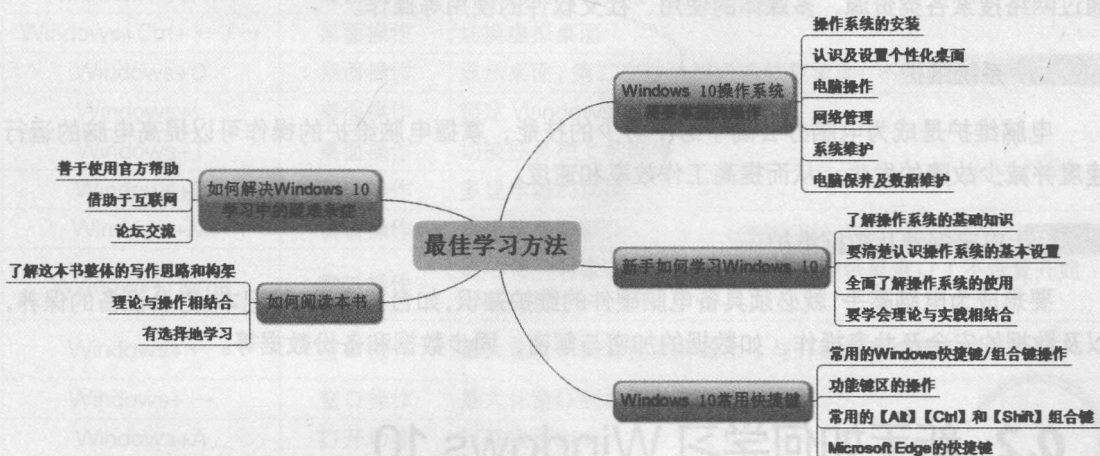 最佳学习方法
Windows 10操作系统
需要掌握的操作
操作系统的安装
认识及设置个性化桌面
电脑操作
网络管理
系统维护
电脑保养及数据维护
新手如何学习Windows 10
了解操作系统的基础知识
要清楚认识操作系统的基本设置
全面了解操作系统的使用
要学会理论与实践相结合
Windows 10常用快捷键
常用的Windows快捷键/组合键操作
功能键区的操作
常用的【Alt】【Ctrl】和【Shift】组合键
Microsoft Edge的快捷键
如何解决Windows 10
学习中的疑难杂症
善于使用官方帮助
借助于互联网
论坛交流
如何阅读本书
了解这本书整体的写作思路和构架
理论与操作相结合
有选择地学习